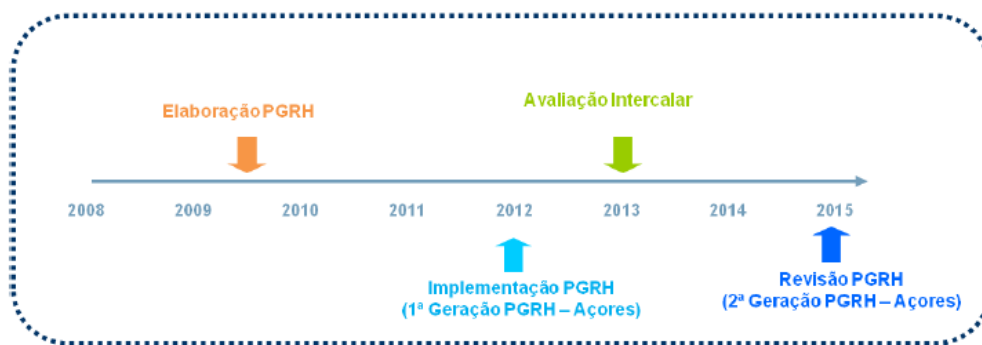 Avaliação Intercalar
Elaboração PGRH
2008 2009 2010 2011 2012 2013 2014 2015
Implementação PGRH
(1ª Geração PGRH – Açores)
Revisão PGRH
(2ª Geração PGRH – Açores)